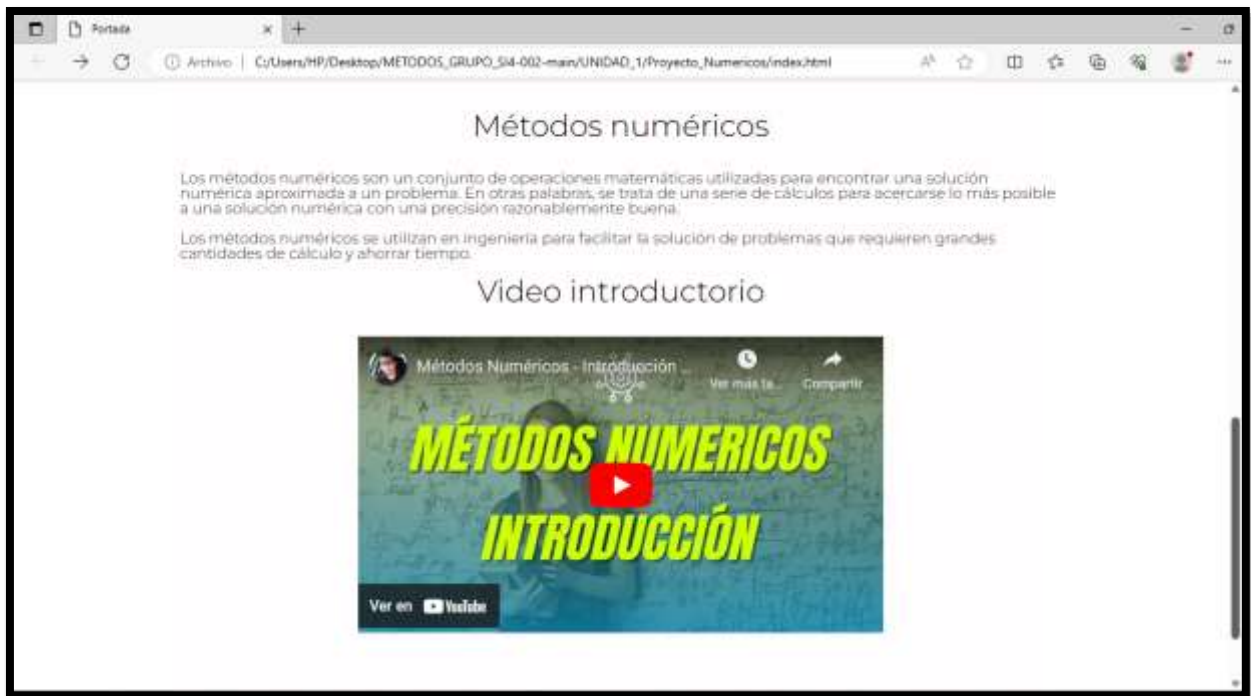 Portada
Archivo | C:/Users/HP/Desktop/METODOS_GRUPO_SI4-002-main/UNIDAD_1/Proyecto_Numericos/index.html
Métodos numéricos
Los métodos numéricos son un conjunto de operaciones matemáticas utilizadas para encontrar una solución
numérica aproximada a un problema. En otras palabras, se trata de una serie de cálculos para acercarse lo más posible
a una solución numérica con una precisión razonablemente buena.
Los métodos numéricos se utilizan en ingeniería para facilitar la solución de problemas que requieren grandes
cantidades de cálculo y ahorrar tiempo.
Video introductorio
Métodos Numéricos - Introducción ...
Ver más ta...
Compartir
MÉTODOS NUMERICOS
INTRODUCCIÓN
Ver en YouTube